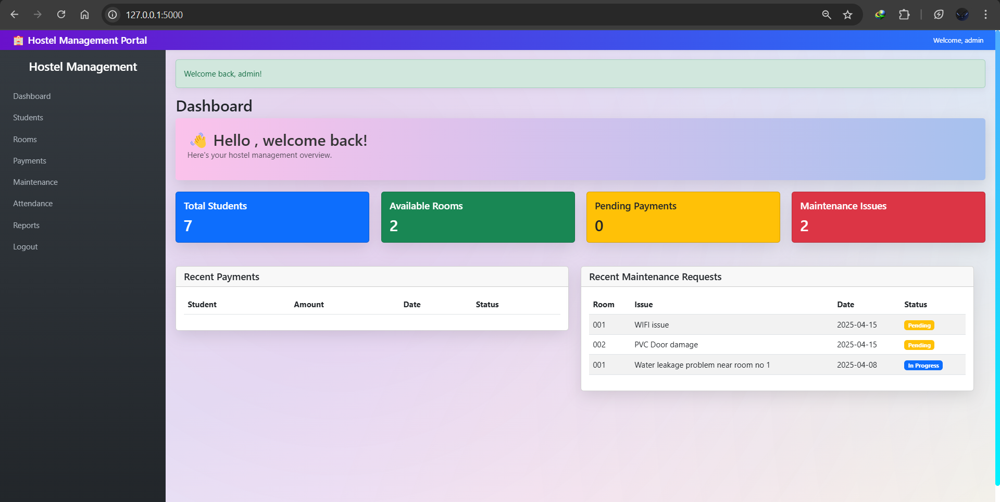 127.0.0.1:5000
Hostel Management Portal
Welcome, admin
Hostel Management
Dashboard
Students
Rooms
Payments
Maintenance
Attendance
Reports
Logout
Welcome back, admin!
Dashboard
👋 Hello , welcome back!
Here's your hostel management overview.
Total Students
7
Available Rooms
2
Pending Payments
0
Maintenance Issues
2
Recent Payments
Student Amount Date Status
Recent Maintenance Requests
Room Issue Date Status
001 WIFI issue 2025-04-15 Pending
002 PVC Door damage 2025-04-15 Pending
001 Water leakage problem near room no 1 2025-04-08 In Progress